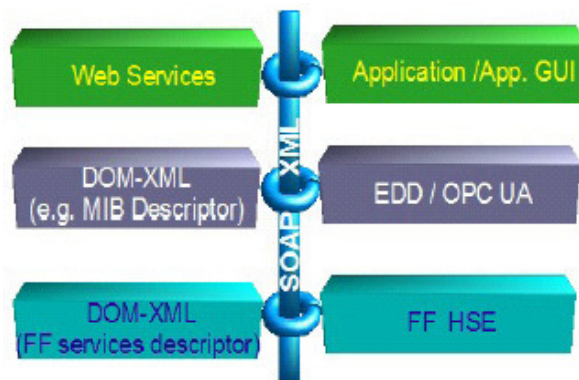 Web Services
Application /App. GUI
DOM-XML
(e.g. MIB Descriptor)
EDD / OPC UA
SOAP XML
DOM-XML
(FF services descriptor)
FF HSE